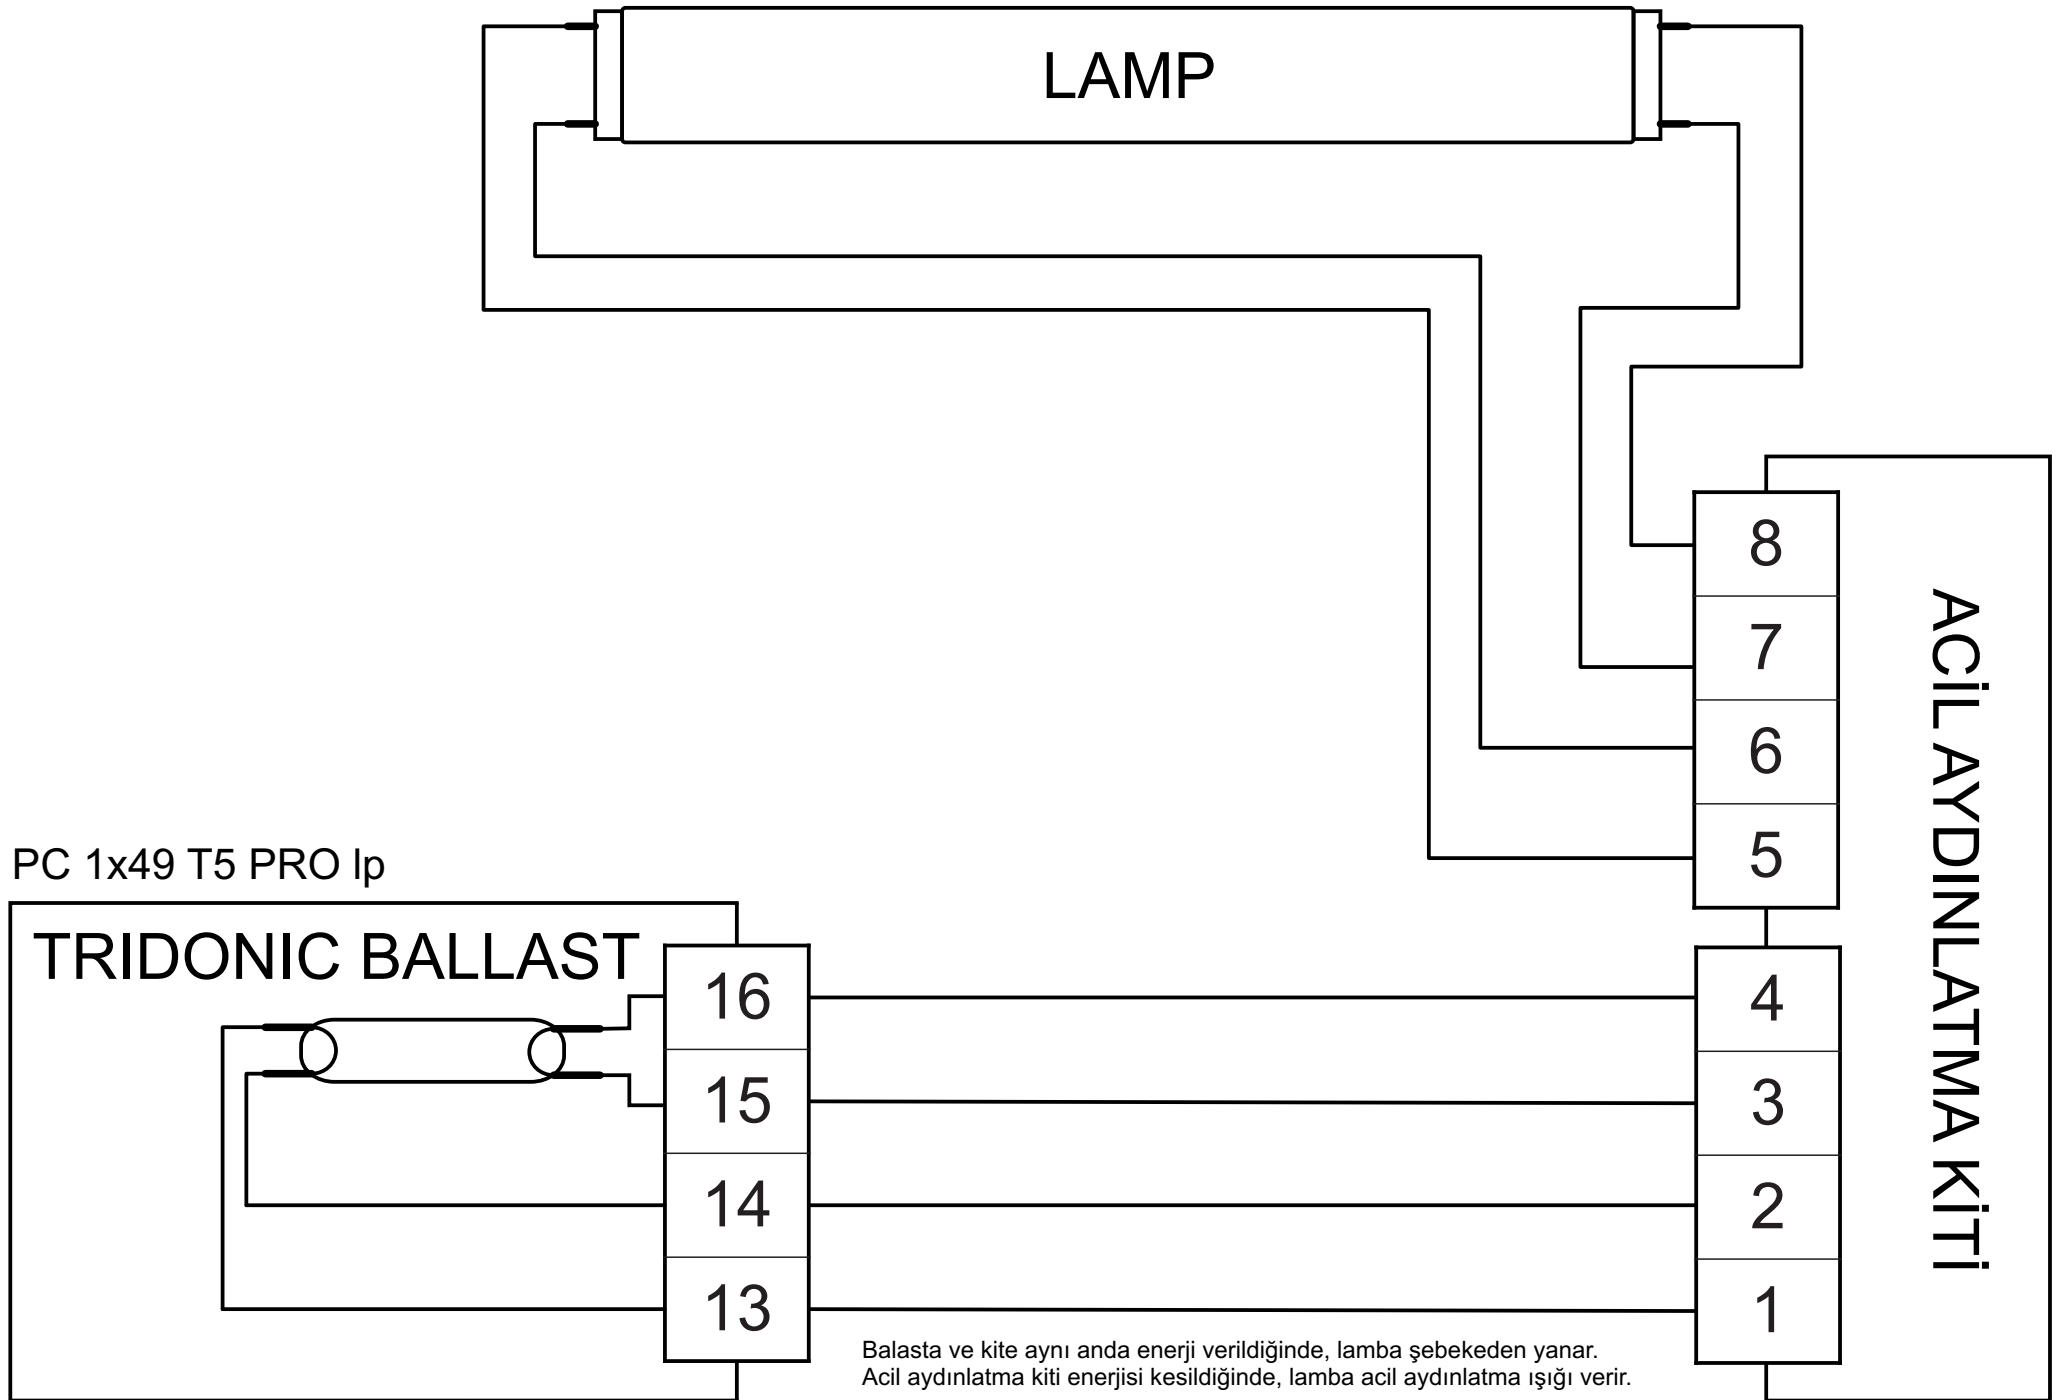 LAMP
8
7
6
5
ACİL AYDINLATMA KİTİ
PC 1x49 T5 PRO lp
TRIDONIC BALLAST
16
15
14
13
4
3
2
1
Balasta ve kite aynı anda enerji verildiğinde, lamba şebekeden yanar.
Acil aydınlatma kiti enerjisi kesildiğinde, lamba acil aydınlatma ışığı verir.